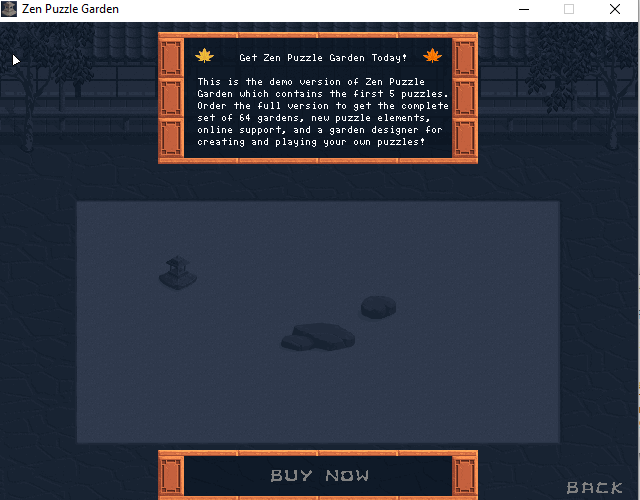 Zen Puzzle Garden
Get Zen Puzzle Garden Today!
This is the demo version of Zen Puzzle
Garden which contains the first 5 puzzles.
Order the full version to get the complete
set of 64 gardens, new puzzle elements,
online support, and a garden designer for
creating and playing your own puzzles!
BUY NOW
BACK